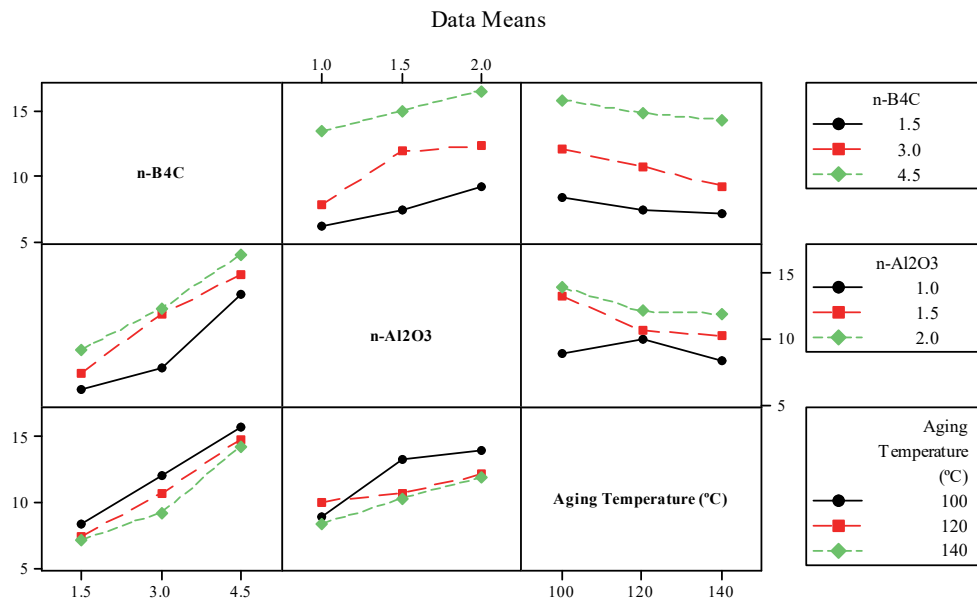 Data Means
1.0 1.5 2.0
15
10
5
n-B4C
n-B4C
1.5
3.0
4.5
n-Al2O3
15
10
5
n-Al2O3
1.0
1.5
2.0
15
10
5
Aging Temperature (ºC)
Aging
Temperature
(ºC)
100
120
140
1.5 3.0 4.5
100 120 140